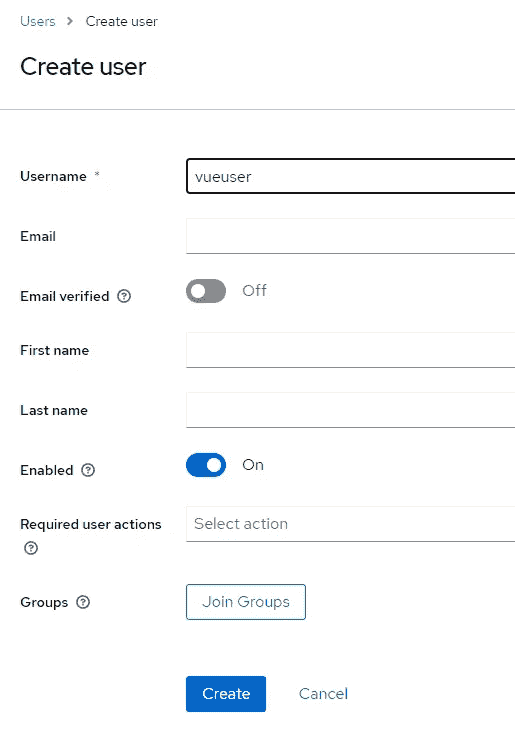 Users > Create user
Create user
Username *
vueuser
Email
Email verified
Off
First name
Last name
Enabled
On
Required user actions
Select action
Groups
Join Groups
Create
Cancel